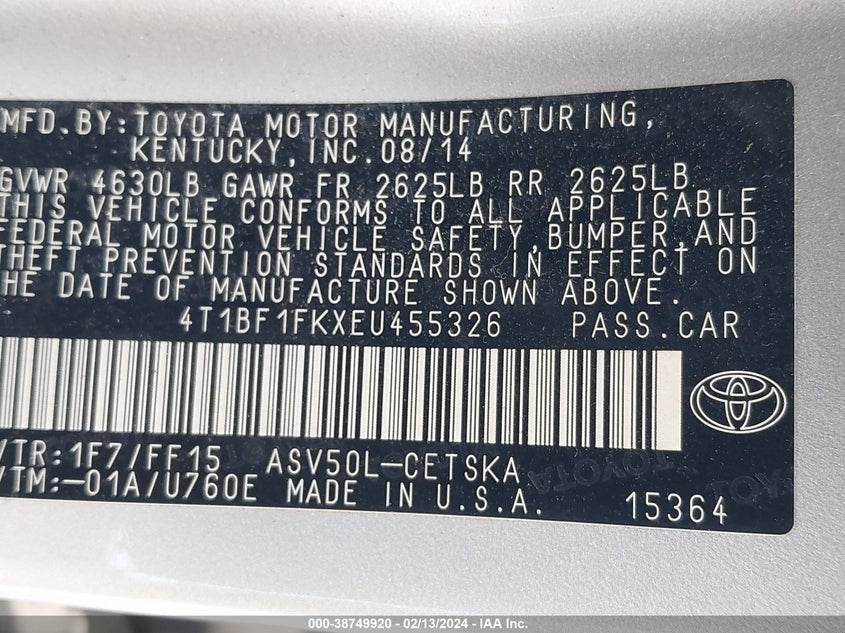 MFD.BY:TOYOTA MOTOR MANUFACTURING,
KENTUCKY,INC.08/14
GVWR 4630LB GAWR FR 2625LB RR 2625LB
THIS VEHICLE CONFORMS TO ALL APPLICABLE
FEDERAL MOTOR VEHICLE SAFETY,BUMPER,AND
THEFT PREVENTION STANDARDS IN EFFECT ON
HE DATE OF MANUFACTURE SHOWN ABOVE.
4T1BF1FKXEU455326 PASS.CAR
/TR:1F7/FF15 ASV50L-CETSKA
/TM:-01A/U760E MADE IN U.S.A. 15364
000-38749920 - 02/13/2024 - IAA Inc.